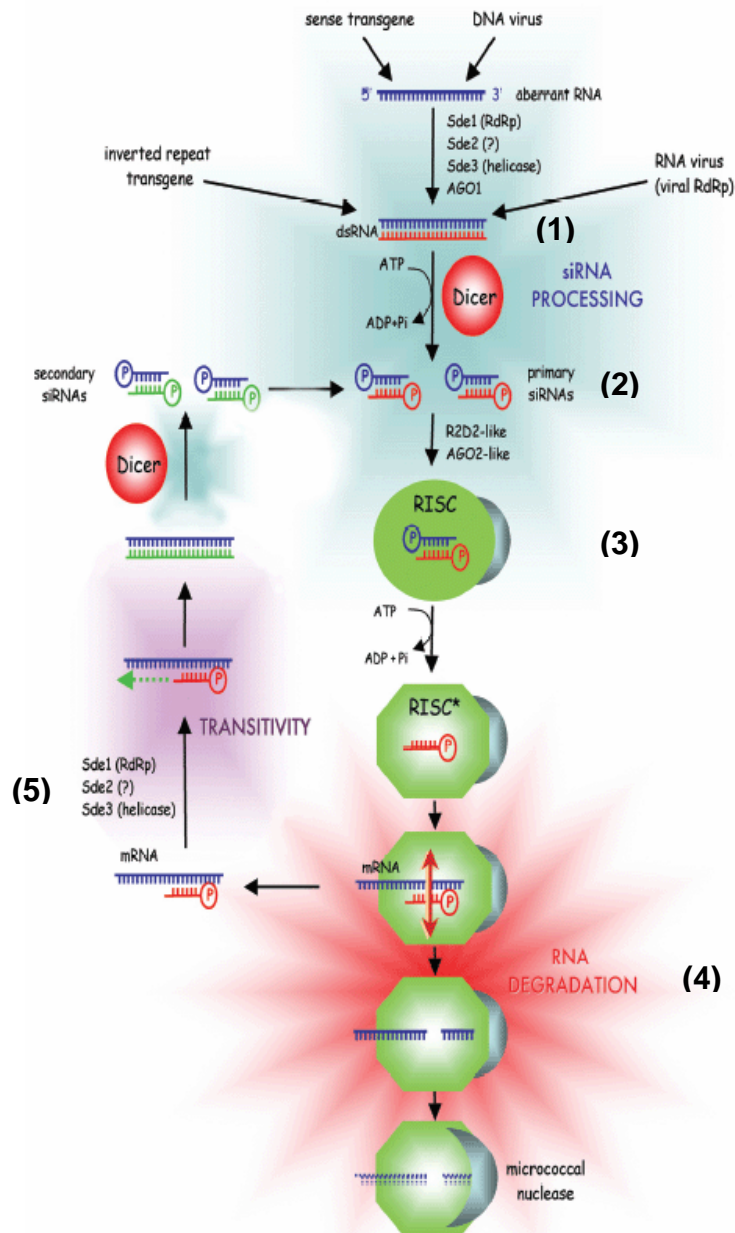 sense transgene
DNA virus
5' 3' aberrant RNA
Sde1 (RdRp)
Sde2 (?)
Sde3 (helicase)
AGO1
inverted repeat
transgene
RNA virus
(viral RdRp)
dsRNA
(1)
ATP
Dicer
ADP+Pi
siRNA
PROCESSING
secondary
siRNAs
P P
P P
P P
P P
primary
siRNAs
(2)
R2D2-like
AGO2-like
Dicer
RISC
P
P
(3)
ATP
ADP + Pi
P
TRANSITIVITY
RISC*
P
(5)
Sde1 (RdRp)
Sde2 (?)
Sde3 (helicase)
mRNA
P
mRNA
P
RNA
DEGRADATION
(4)
micrococcal
nuclease